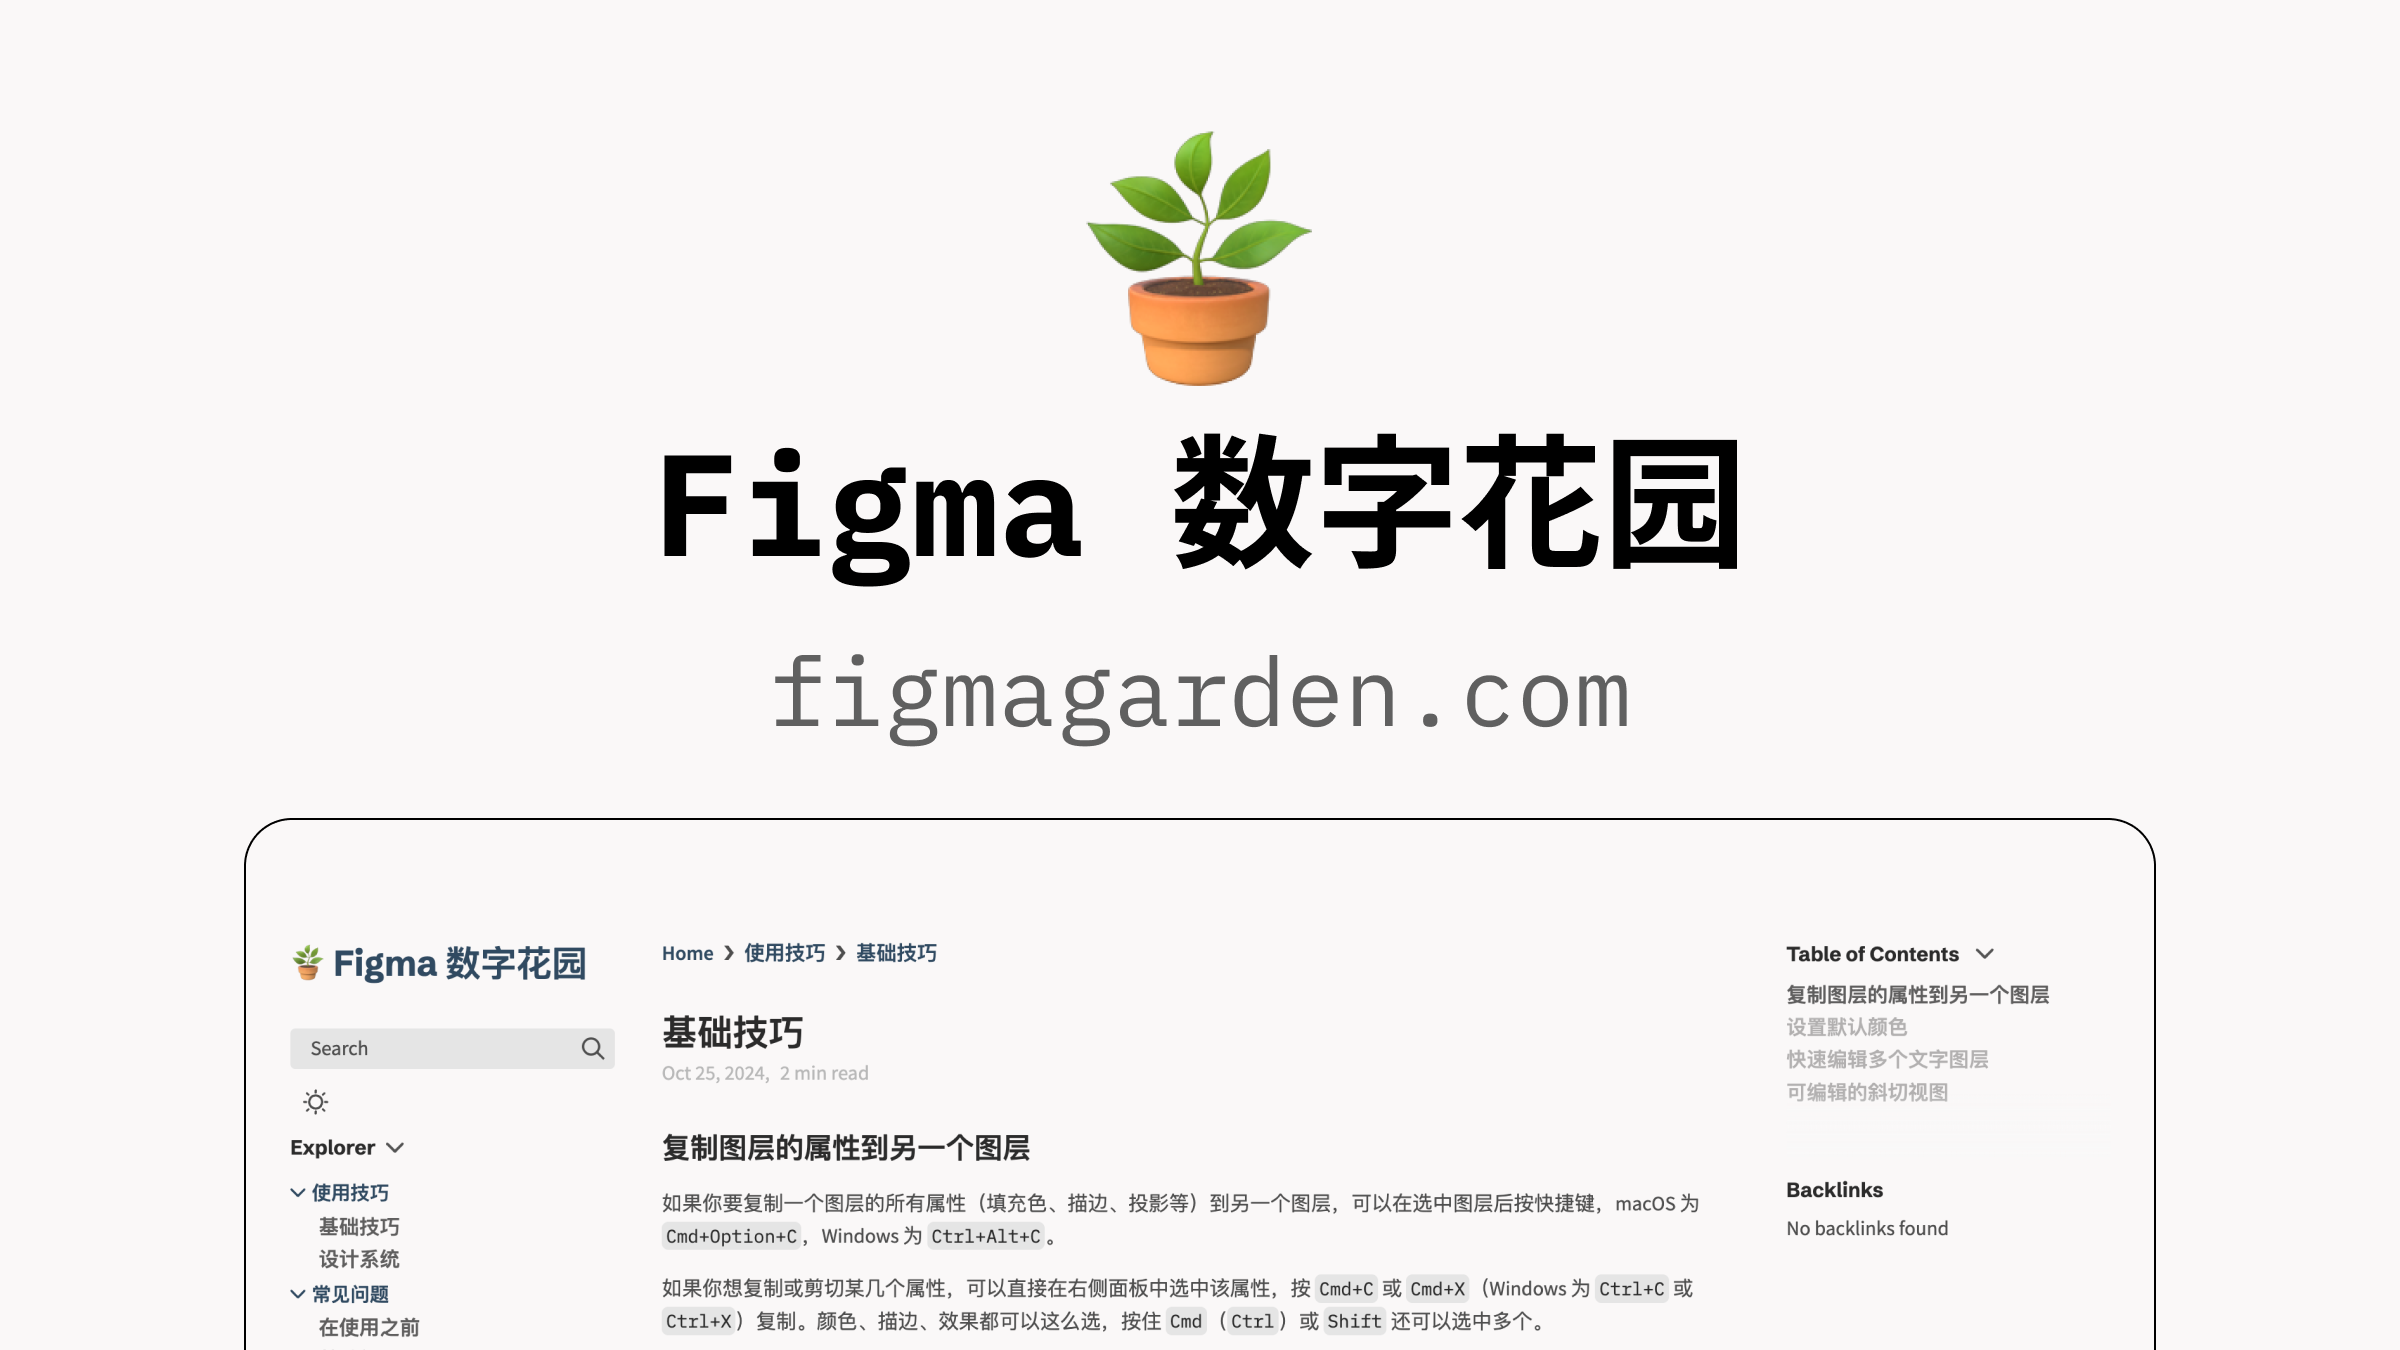 Figma 数字花园
figmagarden.com
Figma 数字花园
Search
Explorer
使用技巧
基础技巧
设计系统
常见问题
在使用之前
Home ❯ 使用技巧 ❯ 基础技巧
基础技巧
Oct 25, 2024, 2 min read
复制图层的属性到另一个图层
如果你要复制一个图层的所有属性（填充色、描边、投影等）到另一个图层，可以在选中图层后按快捷键，macOS 为
Cmd+Option+C，Windows 为 Ctrl+Alt+C。
如果你想复制或剪切某几个属性，可以直接在右侧面板中选中该属性，按 Cmd+C 或 Cmd+X（Windows 为 Ctrl+C 或
Ctrl+X）复制。颜色、描边、效果都可以这么选，按住 Cmd（Ctrl）或 Shift 还可以选中多个。
Table of Contents
复制图层的属性到另一个图层
设置默认颜色
快速编辑多个文字图层
可编辑的斜切视图
Backlinks
No backlinks found